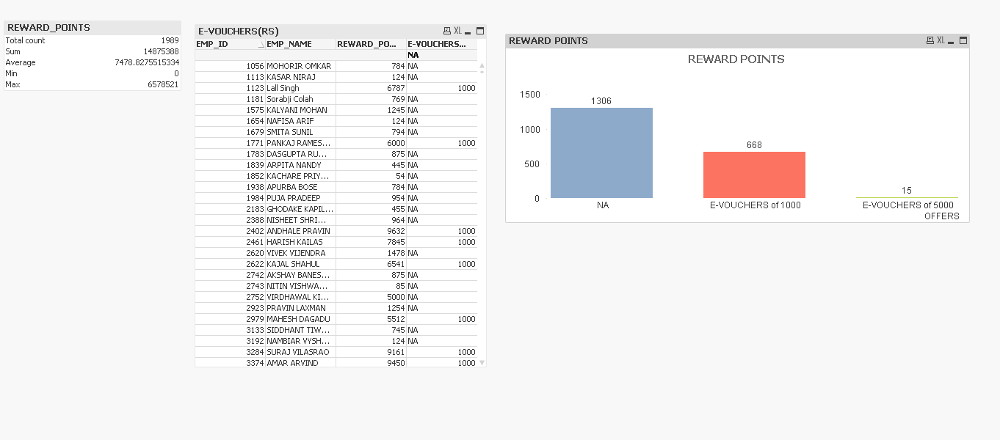 REWARD_POINTS
Total count 1989
Sum 14875388
Average 7478.8275515334
Min 0
Max 6578521
E-VOUCHERS(RS) XL
EMP_ID EMP_NAME REWARD_PO... E-VOUCHERS...
NA
1056 MOHORIR OMKAR 784 NA
1113 KASAR NIRAJ 124 NA
1123 Lall Singh 6787 1000
1181 Sorabji Colah 769 NA
1575 KALYANI MOHAN 1245 NA
1654 NAFISA ARIF 124 NA
1679 SMITA SUNIL 794 NA
1771 PANKAJ RAMES... 6000 1000
1783 DASGUPTA RU... 875 NA
1839 ARPITA NANDY 445 NA
1852 KACHARE PRIY... 54 NA
1938 APURBA BOSE 784 NA
1984 PUJA PRADEEP 954 NA
2183 GHODAKE KAPIL... 455 NA
2388 NISHEET SHRI... 964 NA
2402 ANDHALE PRAVIN 9632 1000
2461 HARISH KAILAS 7845 1000
2620 VIVEK VIJENDRA 1478 NA
2622 KAJAL SHAHUL 6541 1000
2742 AKSHAY BANES... 875 NA
2743 NITIN VISHWA... 85 NA
2752 VIRDHAWAL KI... 5000 NA
2923 PRAVIN LAXMAN 1254 NA
2979 MAHESH DAGADU 5512 1000
3133 SIDDHANT TIW... 745 NA
3192 NAMBIAR VYSH... 124 NA
3284 SURAJ VILASRAO 9161 1000
3374 AMAR ARVIND 9450 1000
REWARD POINTS XL
REWARD POINTS
1500
1306
1000
668
500
15
0
NA E-VOUCHERS of 1000 E-VOUCHERS of 5000
OFFERS